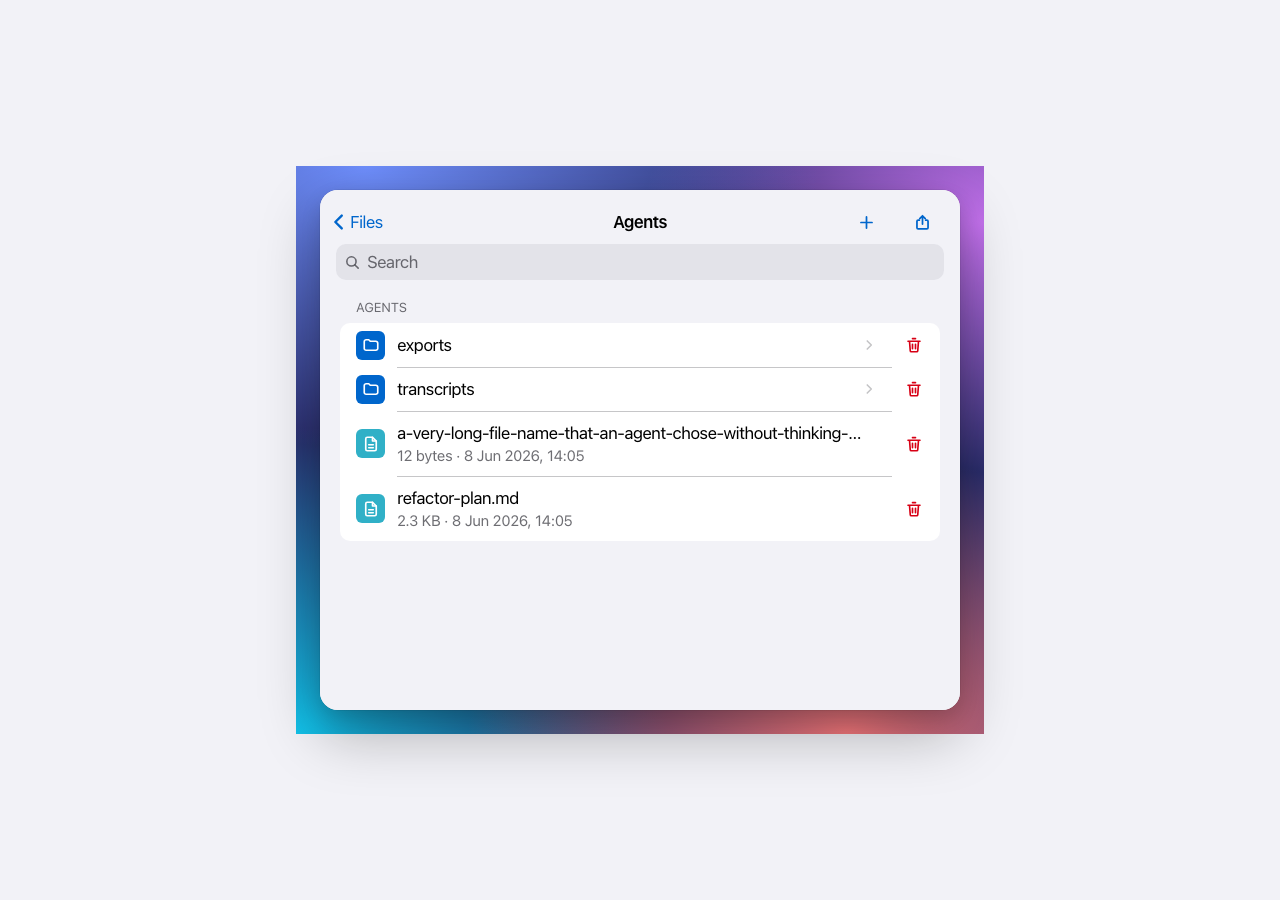 Files
Agents
Search
AGENTS
exports
transcripts
a-very-long-file-name-that-an-agent-chose-without-thinking-...
12 bytes · 8 Jun 2026, 14:05
refactor-plan.md
2.3 KB · 8 Jun 2026, 14:05